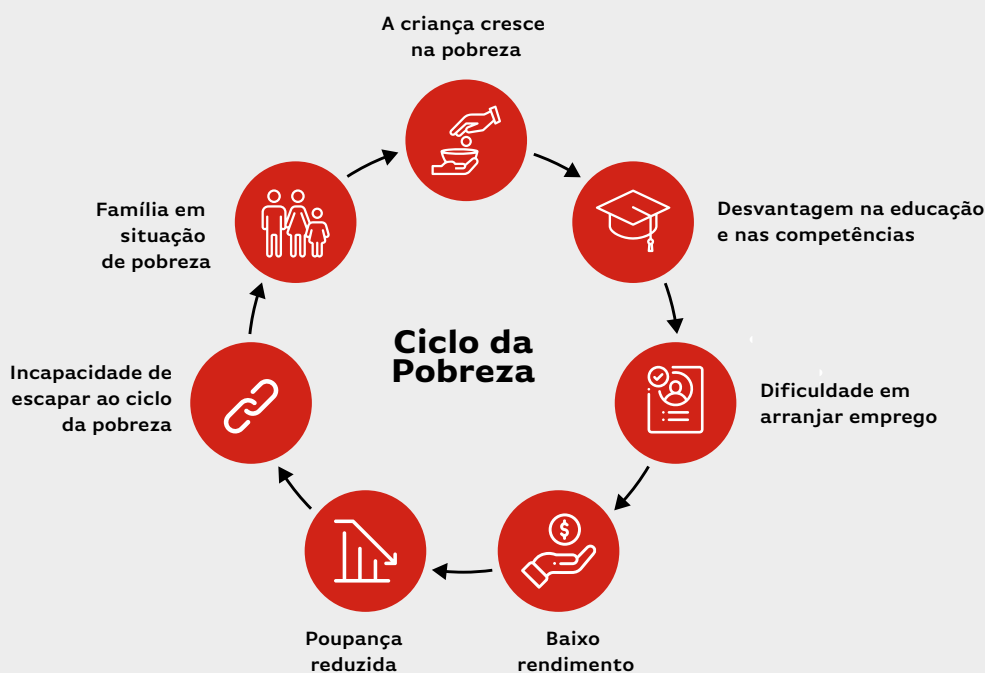 A criança cresce
na pobreza
Desvantagem na educação
e nas competências
Dificuldade em
arranjar emprego
Baixo
rendimento
Poupança
reduzida
Incapacidade de
escapar ao ciclo
da pobreza
Família em
situação
de pobreza
Ciclo da
Pobreza
$